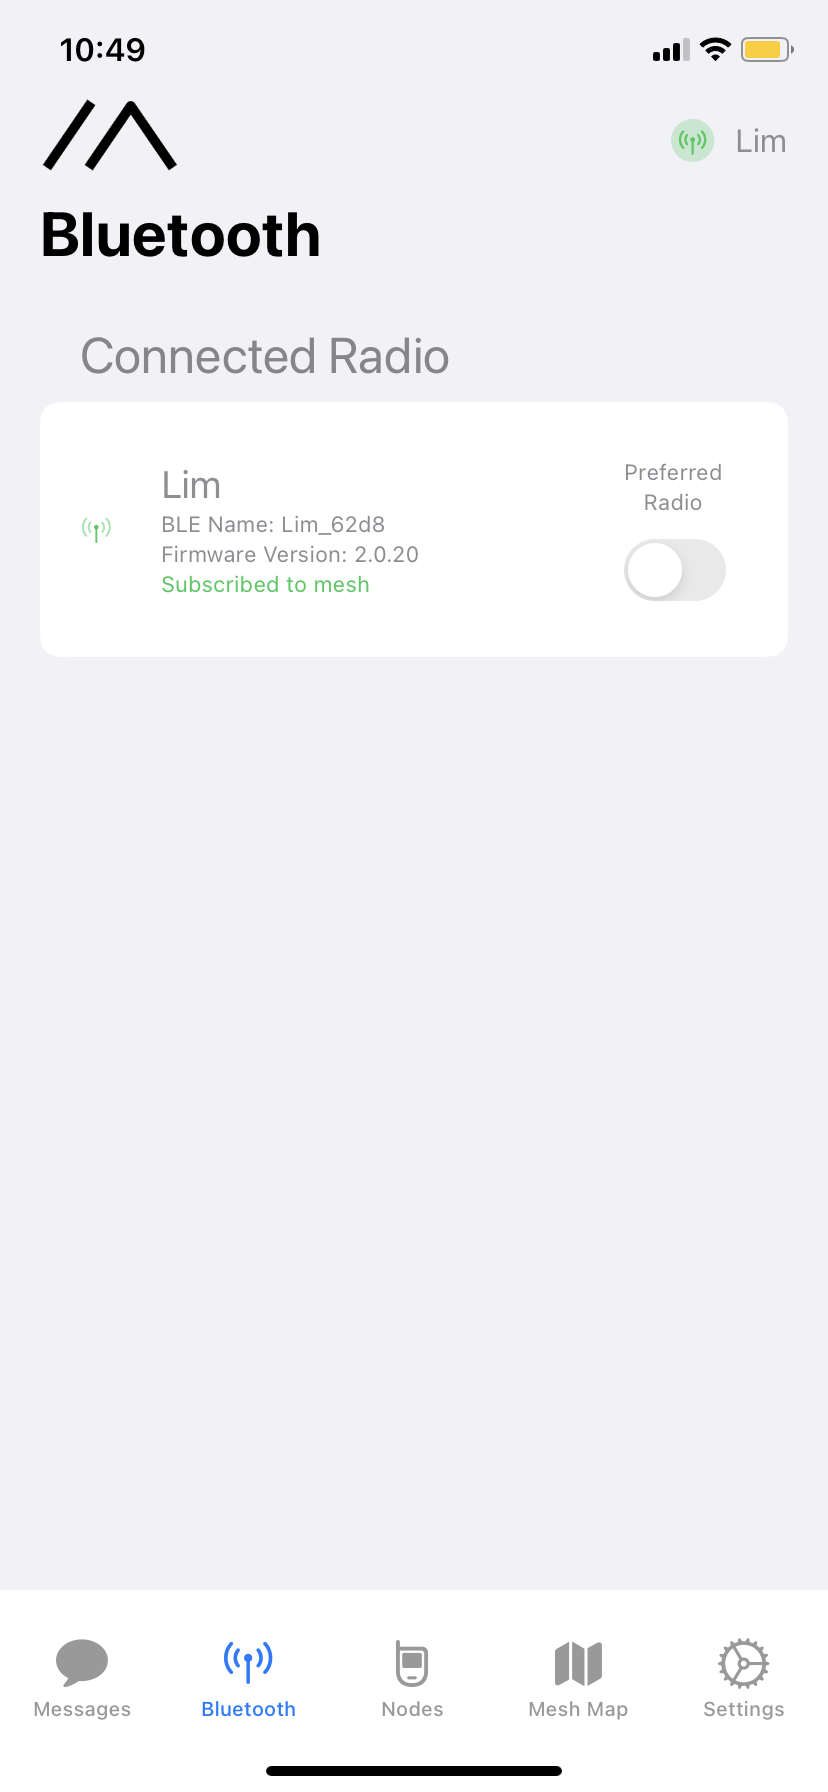 10:49
Lim
Bluetooth
Connected Radio
Lim
BLE Name: Lim_62d8
Firmware Version: 2.0.20
Subscribed to mesh
Preferred
Radio
Messages
Bluetooth
Nodes
Mesh Map
Settings